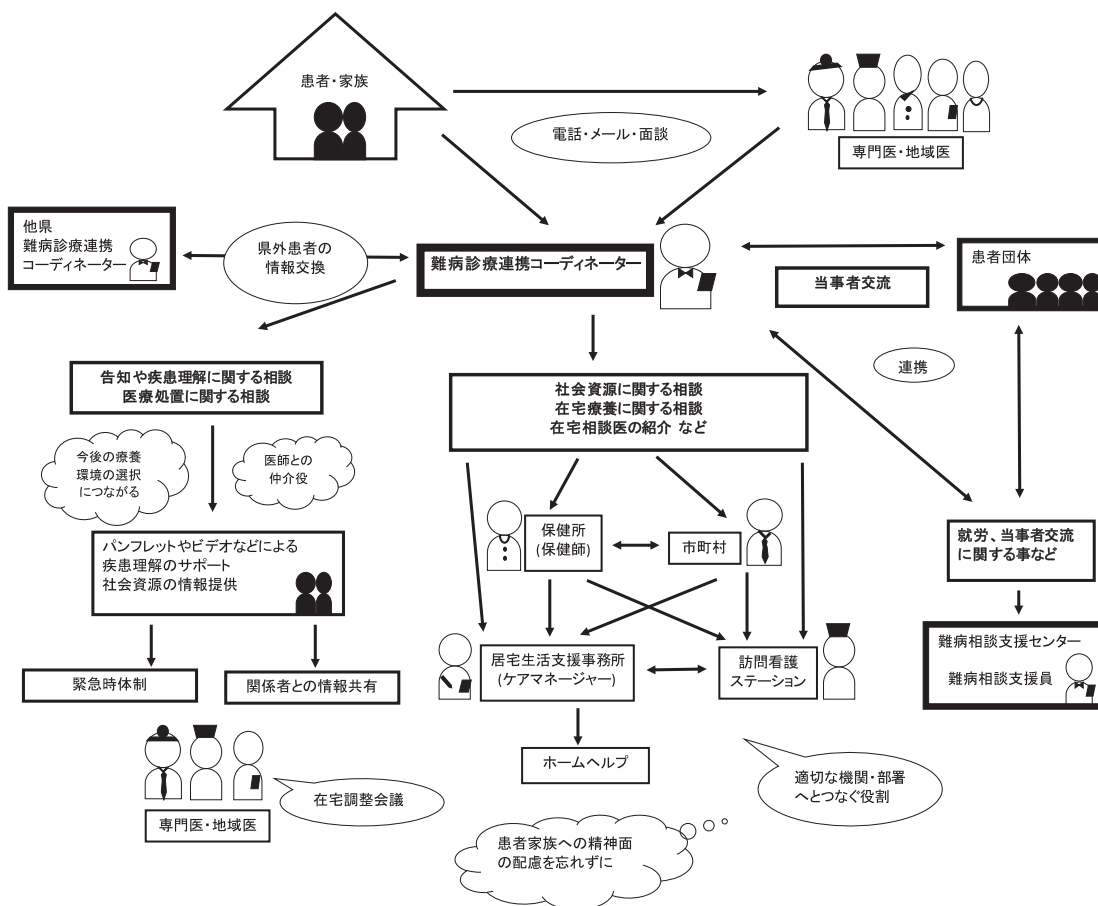 患者・家族
電話・メール・面談
専門医・地域医
他県
難病診療連携
コーディネーター
県外患者の
情報交換
難病診療連携コーディネーター
当事者交流
患者団体
連携
告知や疾患理解に関する相談
医療処置に関する相談
社会資源に関する相談
在宅療養に関する相談
在宅相談医の紹介 など
今後の療養
環境の選択
につながる
医師との
仲介役
保健所
(保健師)
市町村
就労、当事者交流
に関する事など
パンフレットやビデオなどによる
疾患理解のサポート
社会資源の情報提供
居宅生活支援事務所
(ケアマネージャー)
訪問看護
ステーション
難病相談支援センター
難病相談支援員
緊急時体制
関係者との情報共有
ホームヘルプ
適切な機関・部署
へとつなぐ役割
在宅調整会議
専門医・地域医
患者家族への精神面
の配慮を忘れずに